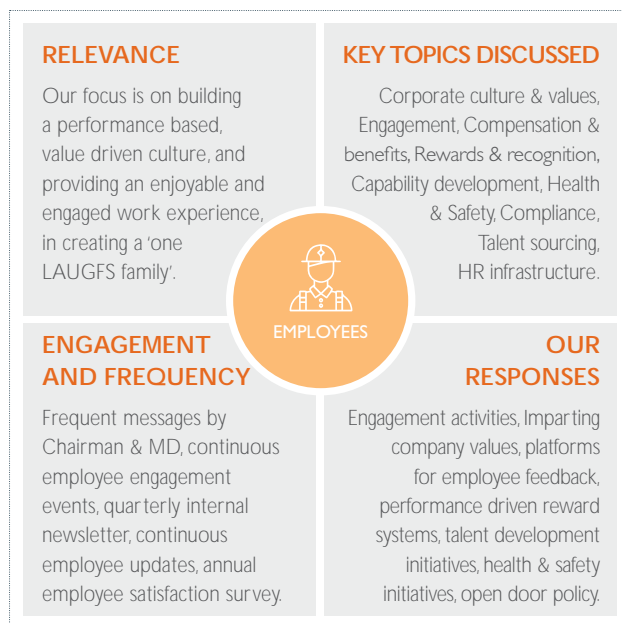 RELEVANCE
Our focus is on building
a performance based,
value driven culture, and
providing an enjoyable and
engaged work experience,
in creating a ‘one
LAUGFS family’.
KEY TOPICS DISCUSSED
Corporate culture & values,
Engagement, Compensation &
benefits, Rewards & recognition,
Capability development, Health
& Safety, Compliance,
Talent sourcing,
HR infrastructure.
EMPLOYEES
ENGAGEMENT
AND FREQUENCY
Frequent messages by
Chairman & MD, continuous
employee engagement
events, quarterly internal
newsletter, continuous
employee updates, annual
employee satisfaction survey.
OUR
RESPONSES
Engagement activities, Imparting
company values, platforms
for employee feedback,
performance driven reward
systems, talent development
initiatives, health & safety
initiatives, open door policy.